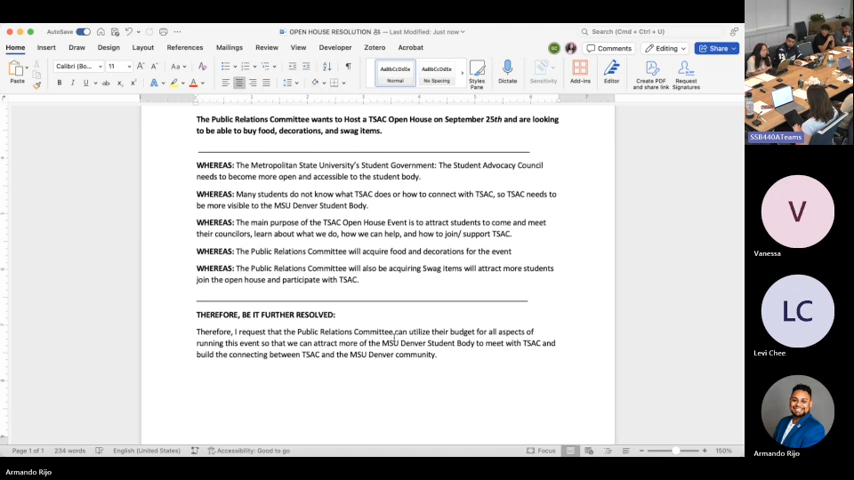 AutoSave
OPEN HOUSE RESOLUTION
— Last Modified: Just now
Search (Cmd + Ctrl + U)
Home Insert Draw Design Layout References Mailings Review View Developer Zotero Acrobat
Comments Editing Share
Calibri (Bo... 11
Paste
AaBbCcDdEe AaBbCcDdEe
Normal No Spacing
Styles Pane
Dictate
Sensitivity
Add-ins
Editor
Create PDF and share link
Request Signatures
The Public Relations Committee wants to Host a TSAC Open House on September 25th and are looking
to be able to buy food, decorations, and swag items.
WHEREAS: The Metropolitan State University's Student Government: The Student Advocacy Council
needs to become more open and accessible to the student body.
WHEREAS: Many students do not know what TSAC does or how to connect with TSAC, so TSAC needs to
be more visible to the MSU Denver Student Body.
WHEREAS: The main purpose of the TSAC Open House Event is to attract students to come and meet
their councilors, learn about what we do, how we can help, and how to join/ support TSAC.
WHEREAS: The Public Relations Committee will acquire food and decorations for the event
WHEREAS: The Public Relations Committee will also be acquiring Swag items will attract more students
join the open house and participate with TSAC.
THEREFORE, BE IT FURTHER RESOLVED:
Therefore, I request that the Public Relations Committee can utilize their budget for all aspects of
running this event so that we can attract more of the MSU Denver Student Body to meet with TSAC and
build the connecting between TSAC and the MSU Denver community.
Page 1 of 1 234 words English (United States) Accessibility: Good to go Focus 150%
Armando Rijo
SSB440ATeams
V
Vanessa
LC
Levi Chee
Armando Rijo